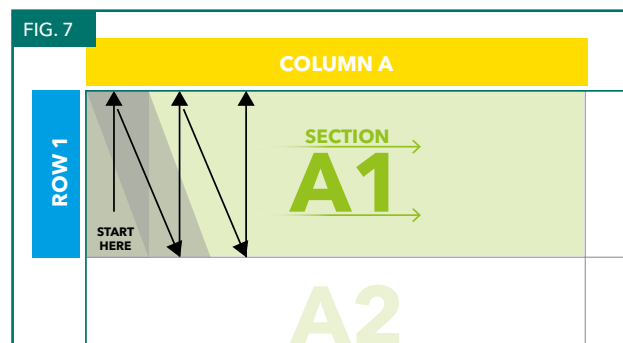 FIG. 7
COLUMN A
ROW 1
SECTION
A1
START
HERE
A2